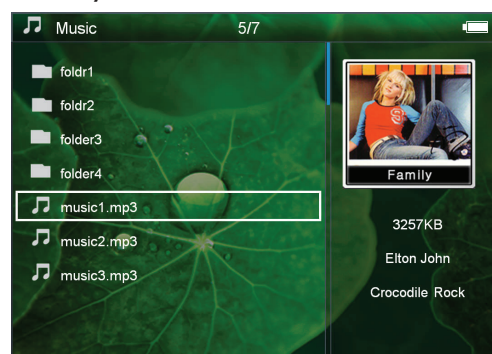 Music 5/7
foldr1
foldr2
folder3
folder4
music1.mp3
music2.mp3
music3.mp3
S
Family
3257KB
Elton John
Crocodile Rock